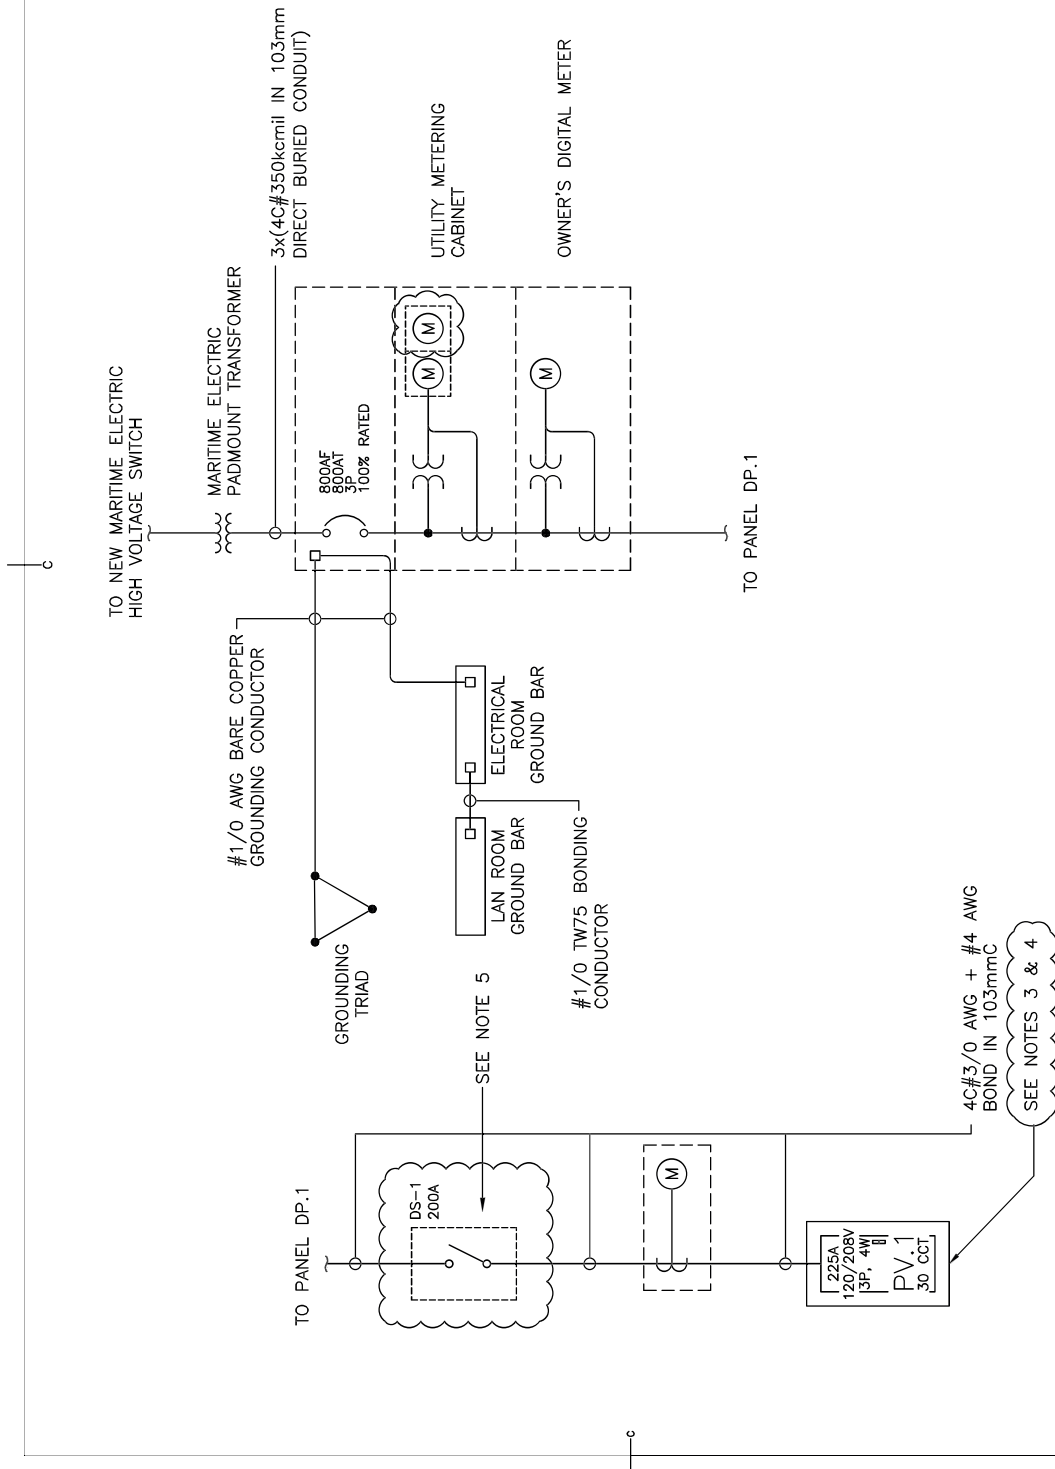 TO NEW MARITIME ELECTRIC
HIGH VOLTAGE SWITCH
MARITIME ELECTRIC
PADMOUNT TRANSFORMER
3x(4C#350kcmil IN 103mm
DIRECT BURIED CONDUIT)
800AF
800AT
3P
100% RATED
UTILITY METERING
CABINET
M
M
OWNER'S DIGITAL METER
M
TO PANEL DP.1
C
#1/0 AWG BARE COPPER
GROUNDING CONDUCTOR
ELECTRICAL
ROOM
GROUND BAR
LAN ROOM
GROUND BAR
#1/0 TW75 BONDING
CONDUCTOR
GROUNDING
TRIAD
TO PANEL DP.1
DS-1
200A
SEE NOTE 5
M
4C#3/0 AWG + #4 AWG
BOND IN 103mmC
SEE NOTES 3 & 4
225A
120/208V
3P, 4W
PV.1
30 CCT
C